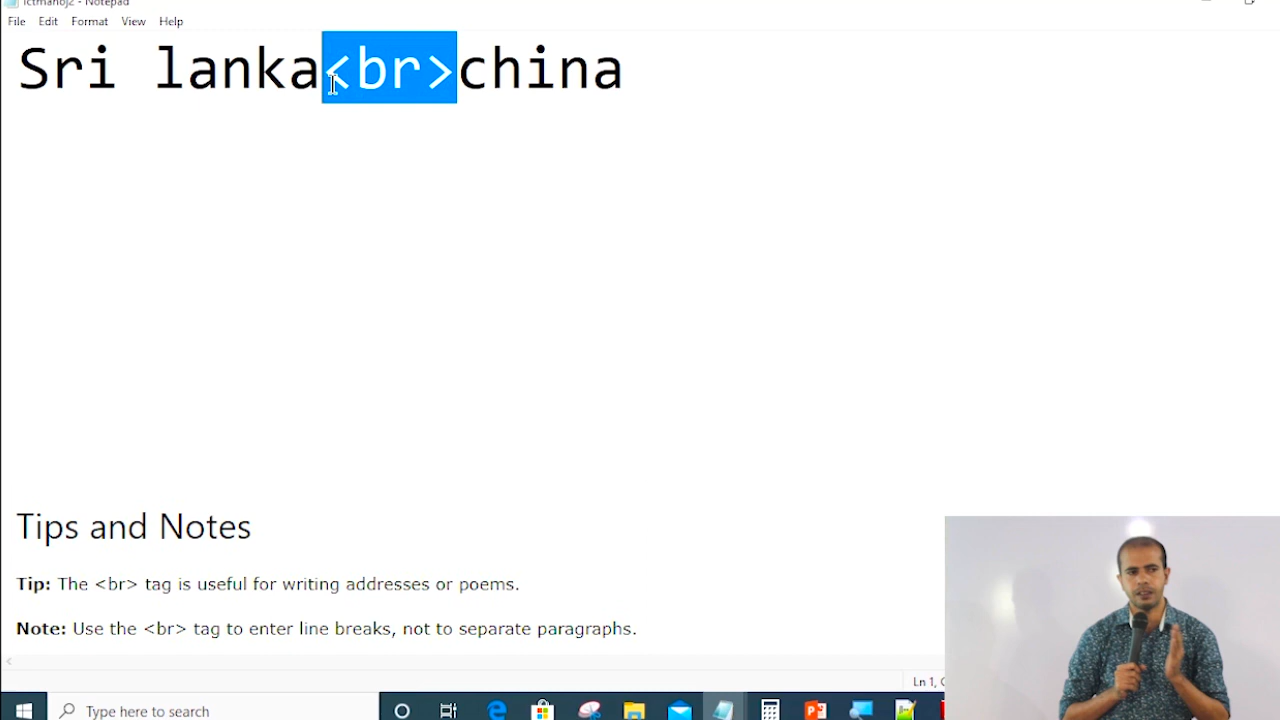 ictmanoj2 - Notepad
File Edit Format View Help
Sri lanka<br>china
Tips and Notes
Tip: The <br> tag is useful for writing addresses or poems.
Note: Use the <br> tag to enter line breaks, not to separate paragraphs.
Ln 1, C
Type here to search